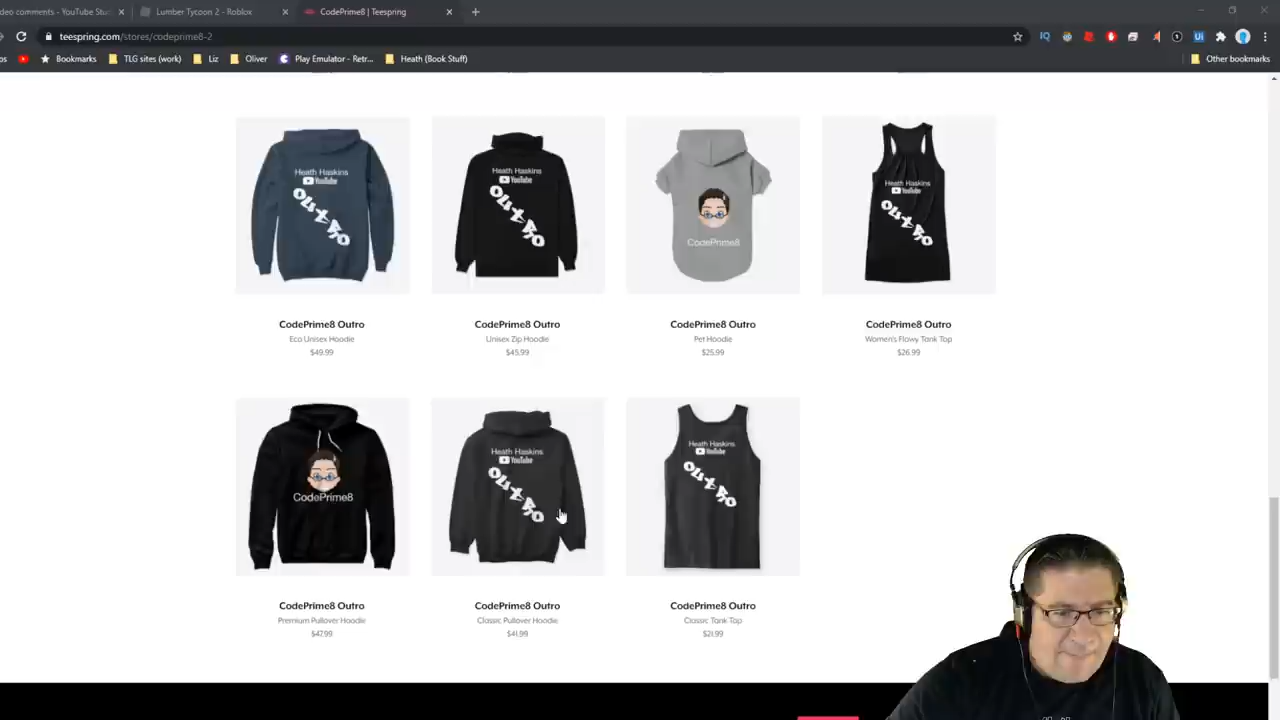 deo comments - YouTube Stu
Lumber Tycoon 2 - Roblox
CodePrime8 | Teespring
teespring.com/stores/codeprime8-2
ps
Bookmarks
TLG sites (work)
Liz
Oliver
Play Emulator - Retr...
Heath (Book Stuff)
Other bookmarks
Heath Haskins
YouTube
OUTRO
Heath Haskins
YouTube
OUTRO
CodePrime8
Heath Haskins
YouTube
OUTRO
CodePrime8 Outro
Eco Unisex Hoodie
$49.99
CodePrime8 Outro
Unisex Zip Hoodie
$45.99
CodePrime8 Outro
Pet Hoodie
$25.99
CodePrime8 Outro
Women's Flowy Tank Top
$26.99
CodePrime8
Heath Haskins
YouTube
OUTRO
Heath Haskins
YouTube
OUTRO
CodePrime8 Outro
Premium Pullover Hoodie
$47.99
CodePrime8 Outro
Classic Pullover Hoodie
$41.99
CodePrime8 Outro
Classic Tank Top
$21.99